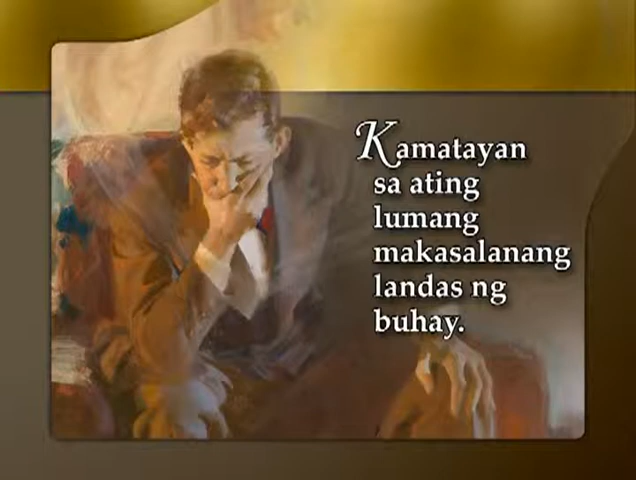 Kamatayan
sa ating
lumang
makasalanang
landas ng
buhay.